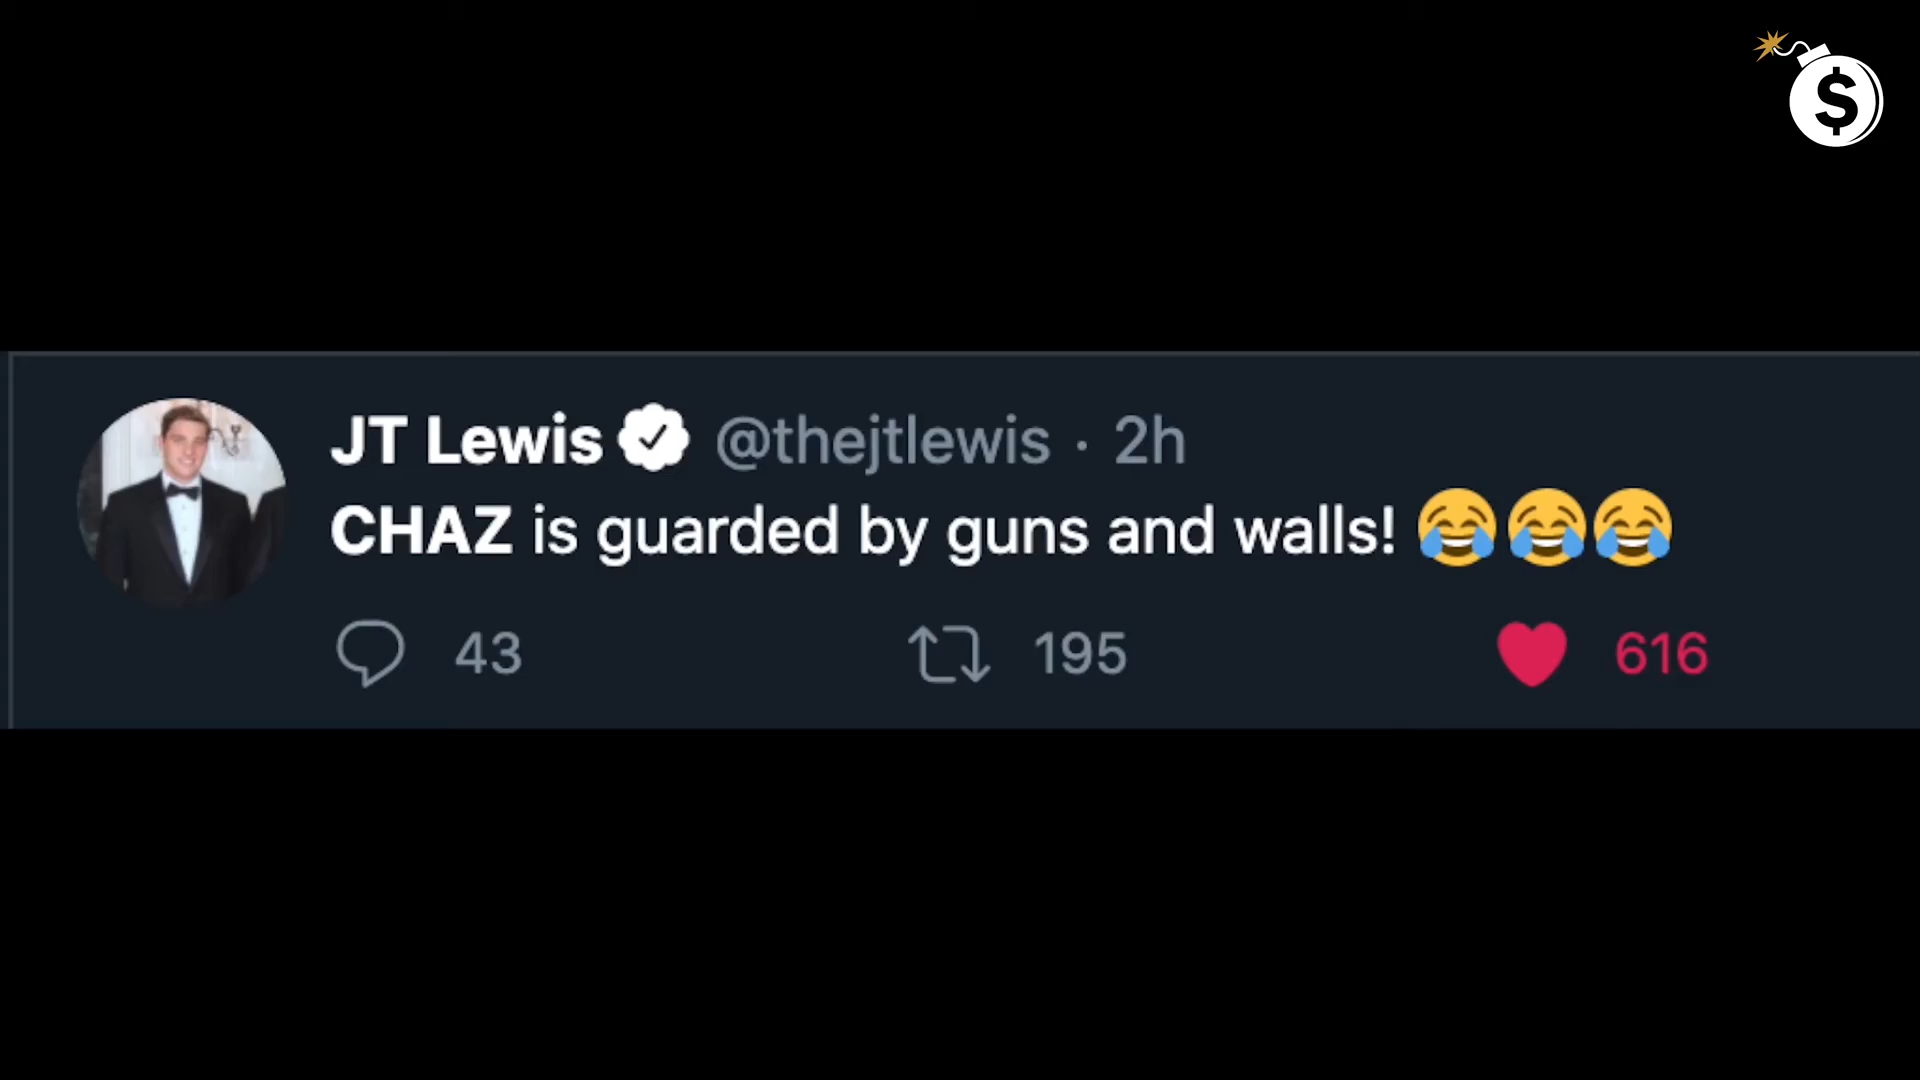 $
JT Lewis @thejtlewis · 2h
CHAZ is guarded by guns and walls! 😂😂😂
43 195 616